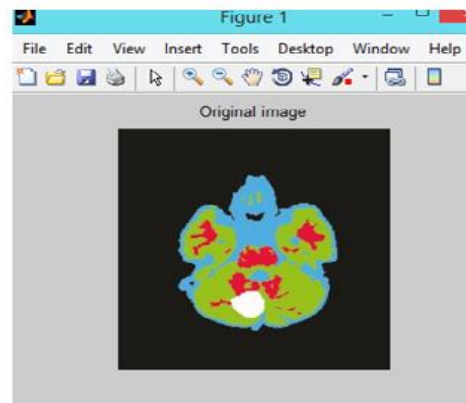 Figure 1
File Edit View Insert Tools Desktop Window Help
Original image